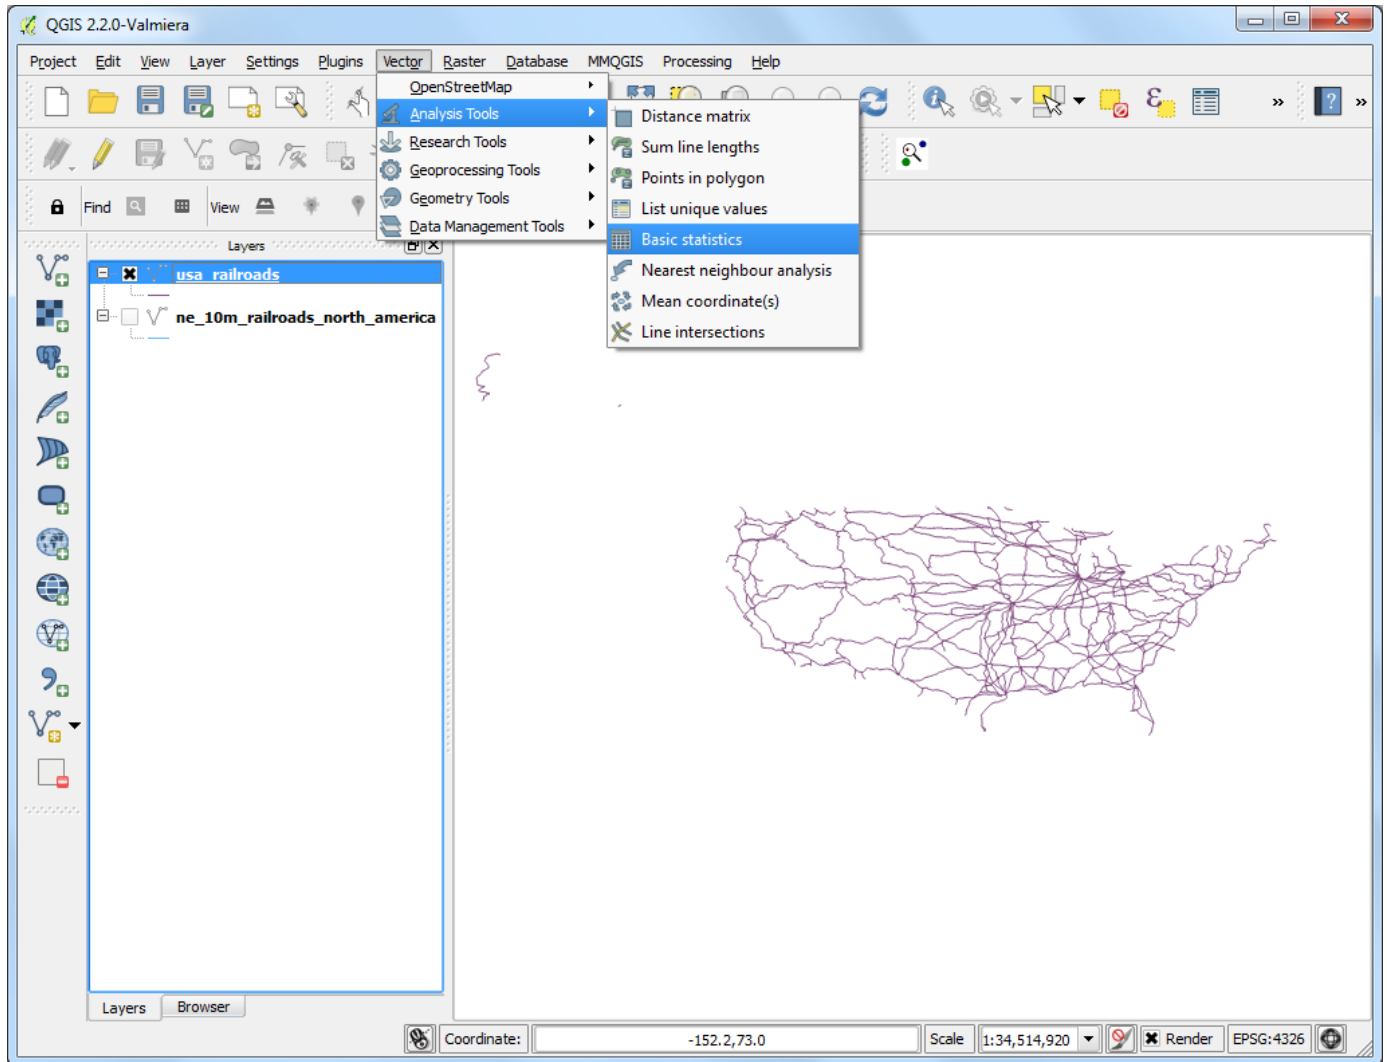 QGIS 2.2.0-Valmiera
Project Edit View Layer Settings Plugins Vector Raster Database MMQGIS Processing Help
OpenStreetMap
Analysis Tools
Research Tools
Geoprocessing Tools
Geometry Tools
Data Management Tools
Distance matrix
Sum line lengths
Points in polygon
List unique values
Basic statistics
Nearest neighbour analysis
Mean coordinate(s)
Line intersections
Find View
Layers
usa_railroads
ne_10m_railroads_north_america
Layers Browser
Coordinate: -152.2,73.0 Scale 1:34,514,920 Render EPSG:4326